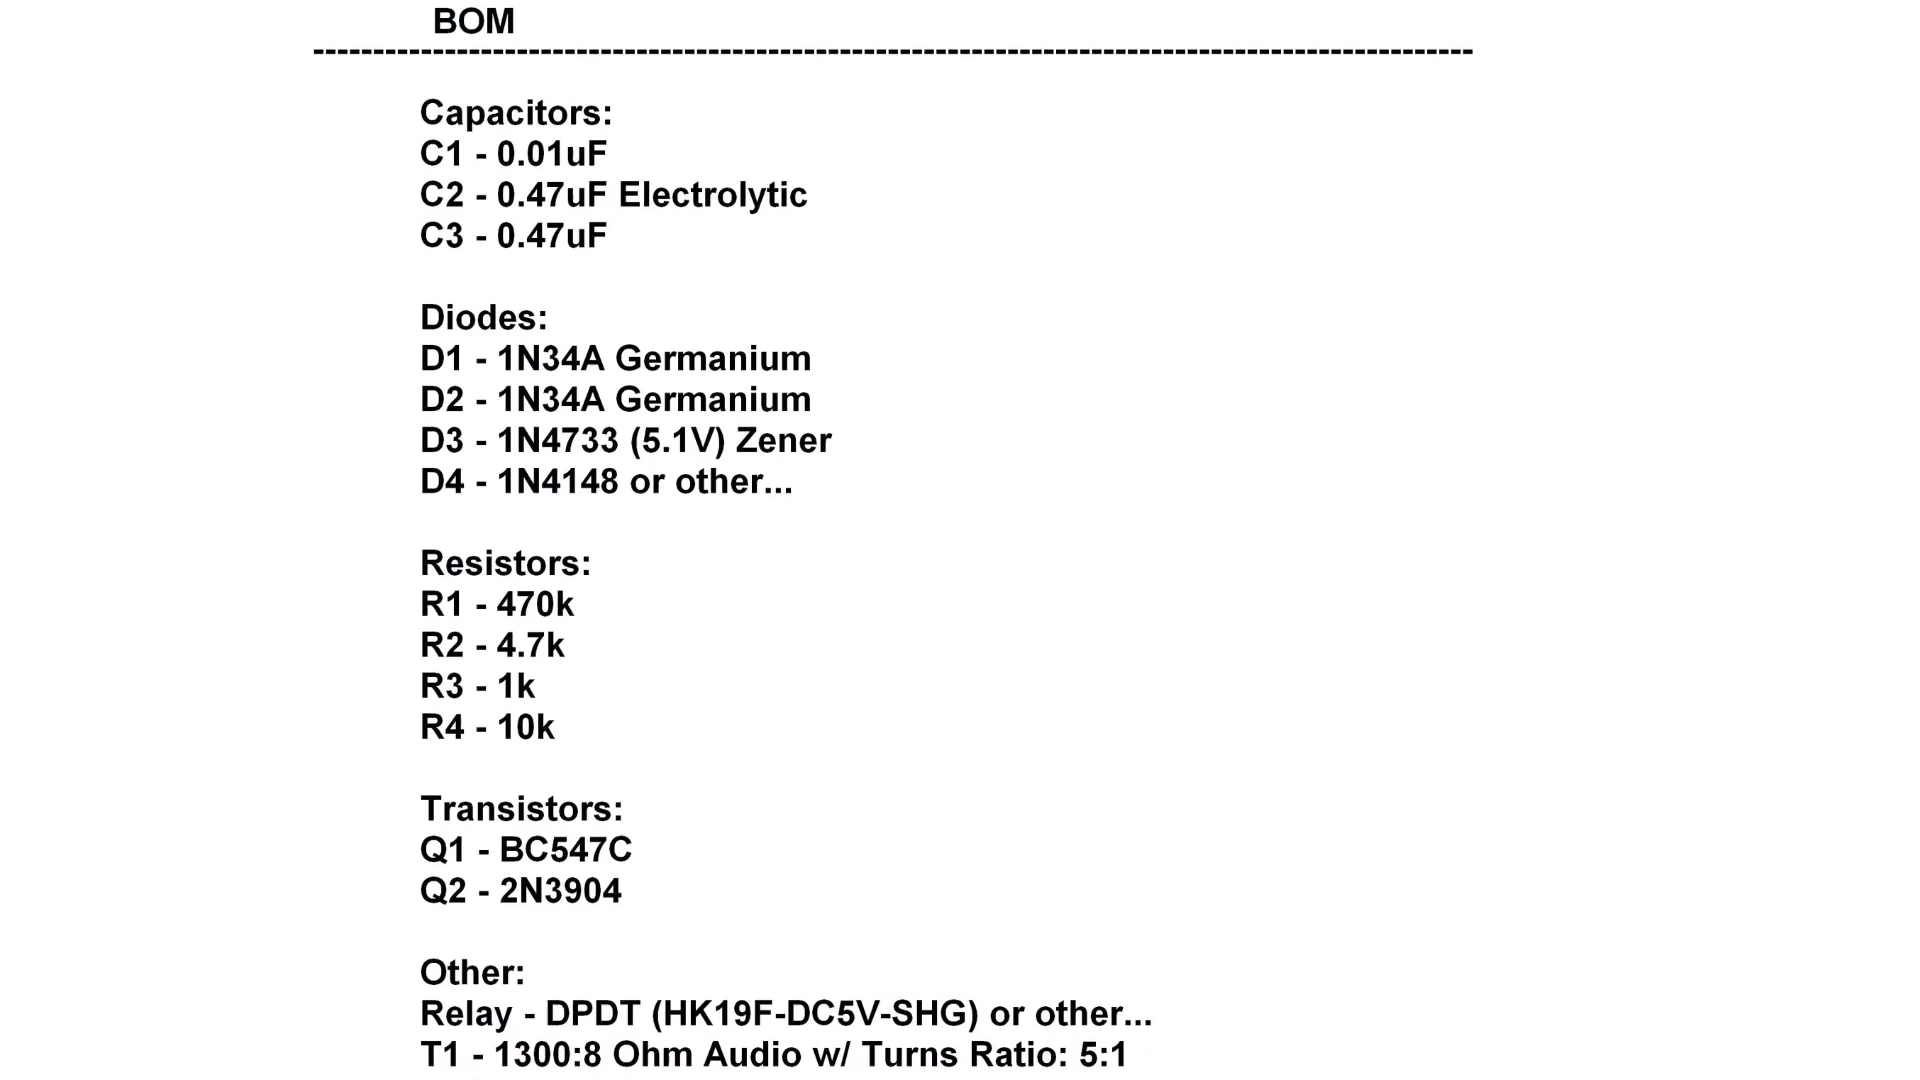 BOM
-----------------------------------------------------------------------------------------------
Capacitors:
C1 - 0.01uF
C2 - 0.47uF Electrolytic
C3 - 0.47uF
Diodes:
D1 - 1N34A Germanium
D2 - 1N34A Germanium
D3 - 1N4733 (5.1V) Zener
D4 - 1N4148 or other...
Resistors:
R1 - 470k
R2 - 4.7k
R3 - 1k
R4 - 10k
Transistors:
Q1 - BC547C
Q2 - 2N3904
Other:
Relay - DPDT (HK19F-DC5V-SHG) or other...
T1 - 1300:8 Ohm Audio w/ Turns Ratio: 5:1